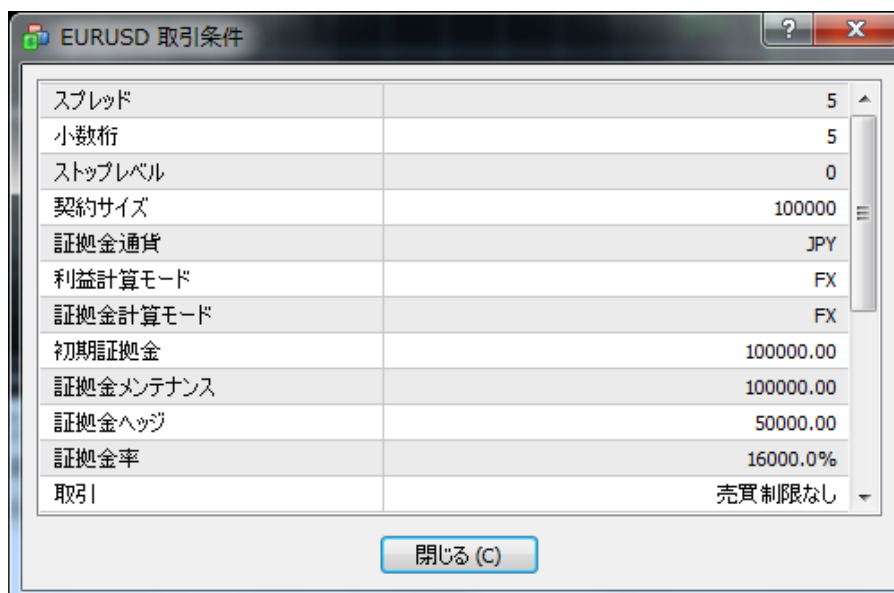 EURUSD 取引条件
スプレッド 5
小数桁 5
ストップレベル 0
契約サイズ 100000
証拠金通貨 JPY
利益計算モード FX
証拠金計算モード FX
初期証拠金 100000.00
証拠金メンテナンス 100000.00
証拠金ヘッジ 50000.00
証拠金率 16000.0%
取引 売買制限なし
閉じる (C)